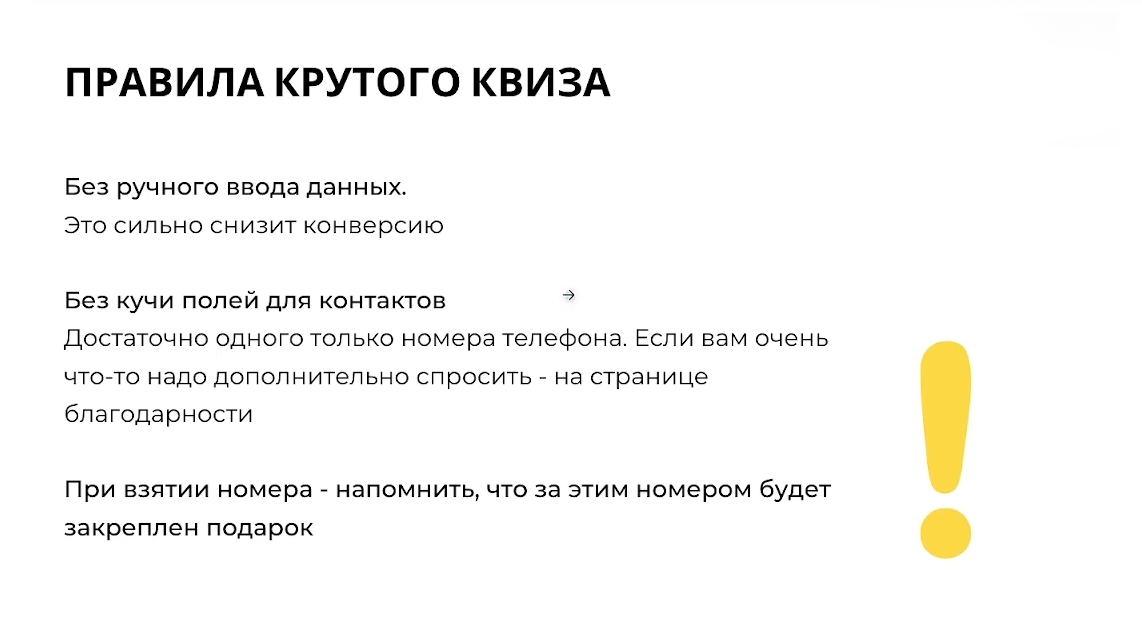 ПРАВИЛА КРУТОГО КВИЗА
Без ручного ввода данных.
Это сильно снизит конверсию
Без кучи полей для контактов
Достаточно одного только номера телефона. Если вам очень
что-то надо дополнительно спросить - на странице
благодарности
При взятии номера - напомнить, что за этим номером будет
закреплен подарок